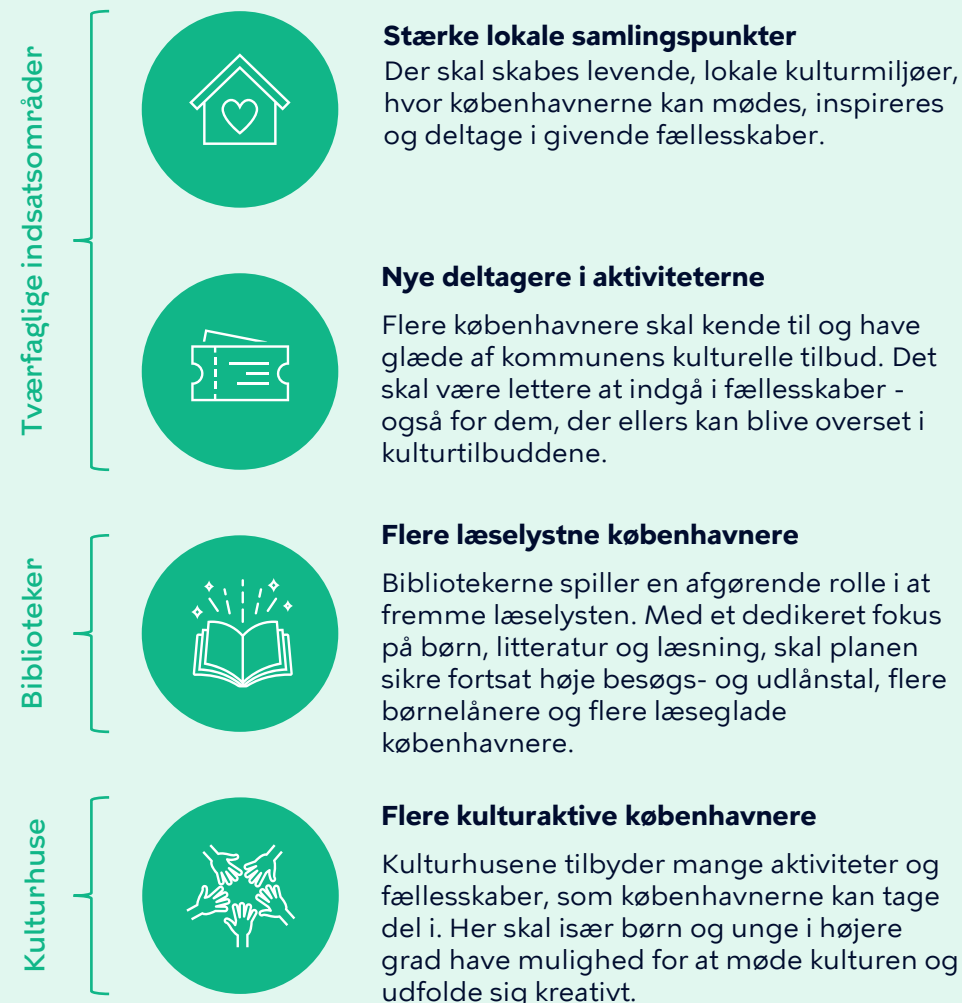 Tværfaglige indsatsområder
Stærke lokale samlingspunkter
Der skal skabes levende, lokale kulturmiljøer,
hvor københavnerne kan mødes, inspireres
og deltage i givende fællesskaber.
Nye deltagere i aktiviteterne
Flere københavnere skal kende til og have
glæde af kommunens kulturelle tilbud. Det
skal være lettere at indgå i fællesskaber -
også for dem, der ellers kan blive overset i
kulturtilbuddene.
Biblioteker
Flere læselystne københavnere
Bibliotekerne spiller en afgørende rolle i at
fremme læselysten. Med et dedikeret fokus
på børn, litteratur og læsning, skal planen
sikre fortsat høje besøgs- og udlånstal, flere
børnelånere og flere læseglade
københavnere.
Kulturhuse
Flere kulturaktive københavnere
Kulturhusene tilbyder mange aktiviteter og
fællesskaber, som københavnerne kan tage
del i. Her skal især børn og unge i højere
grad have mulighed for at møde kulturen og
udfolde sig kreativt.